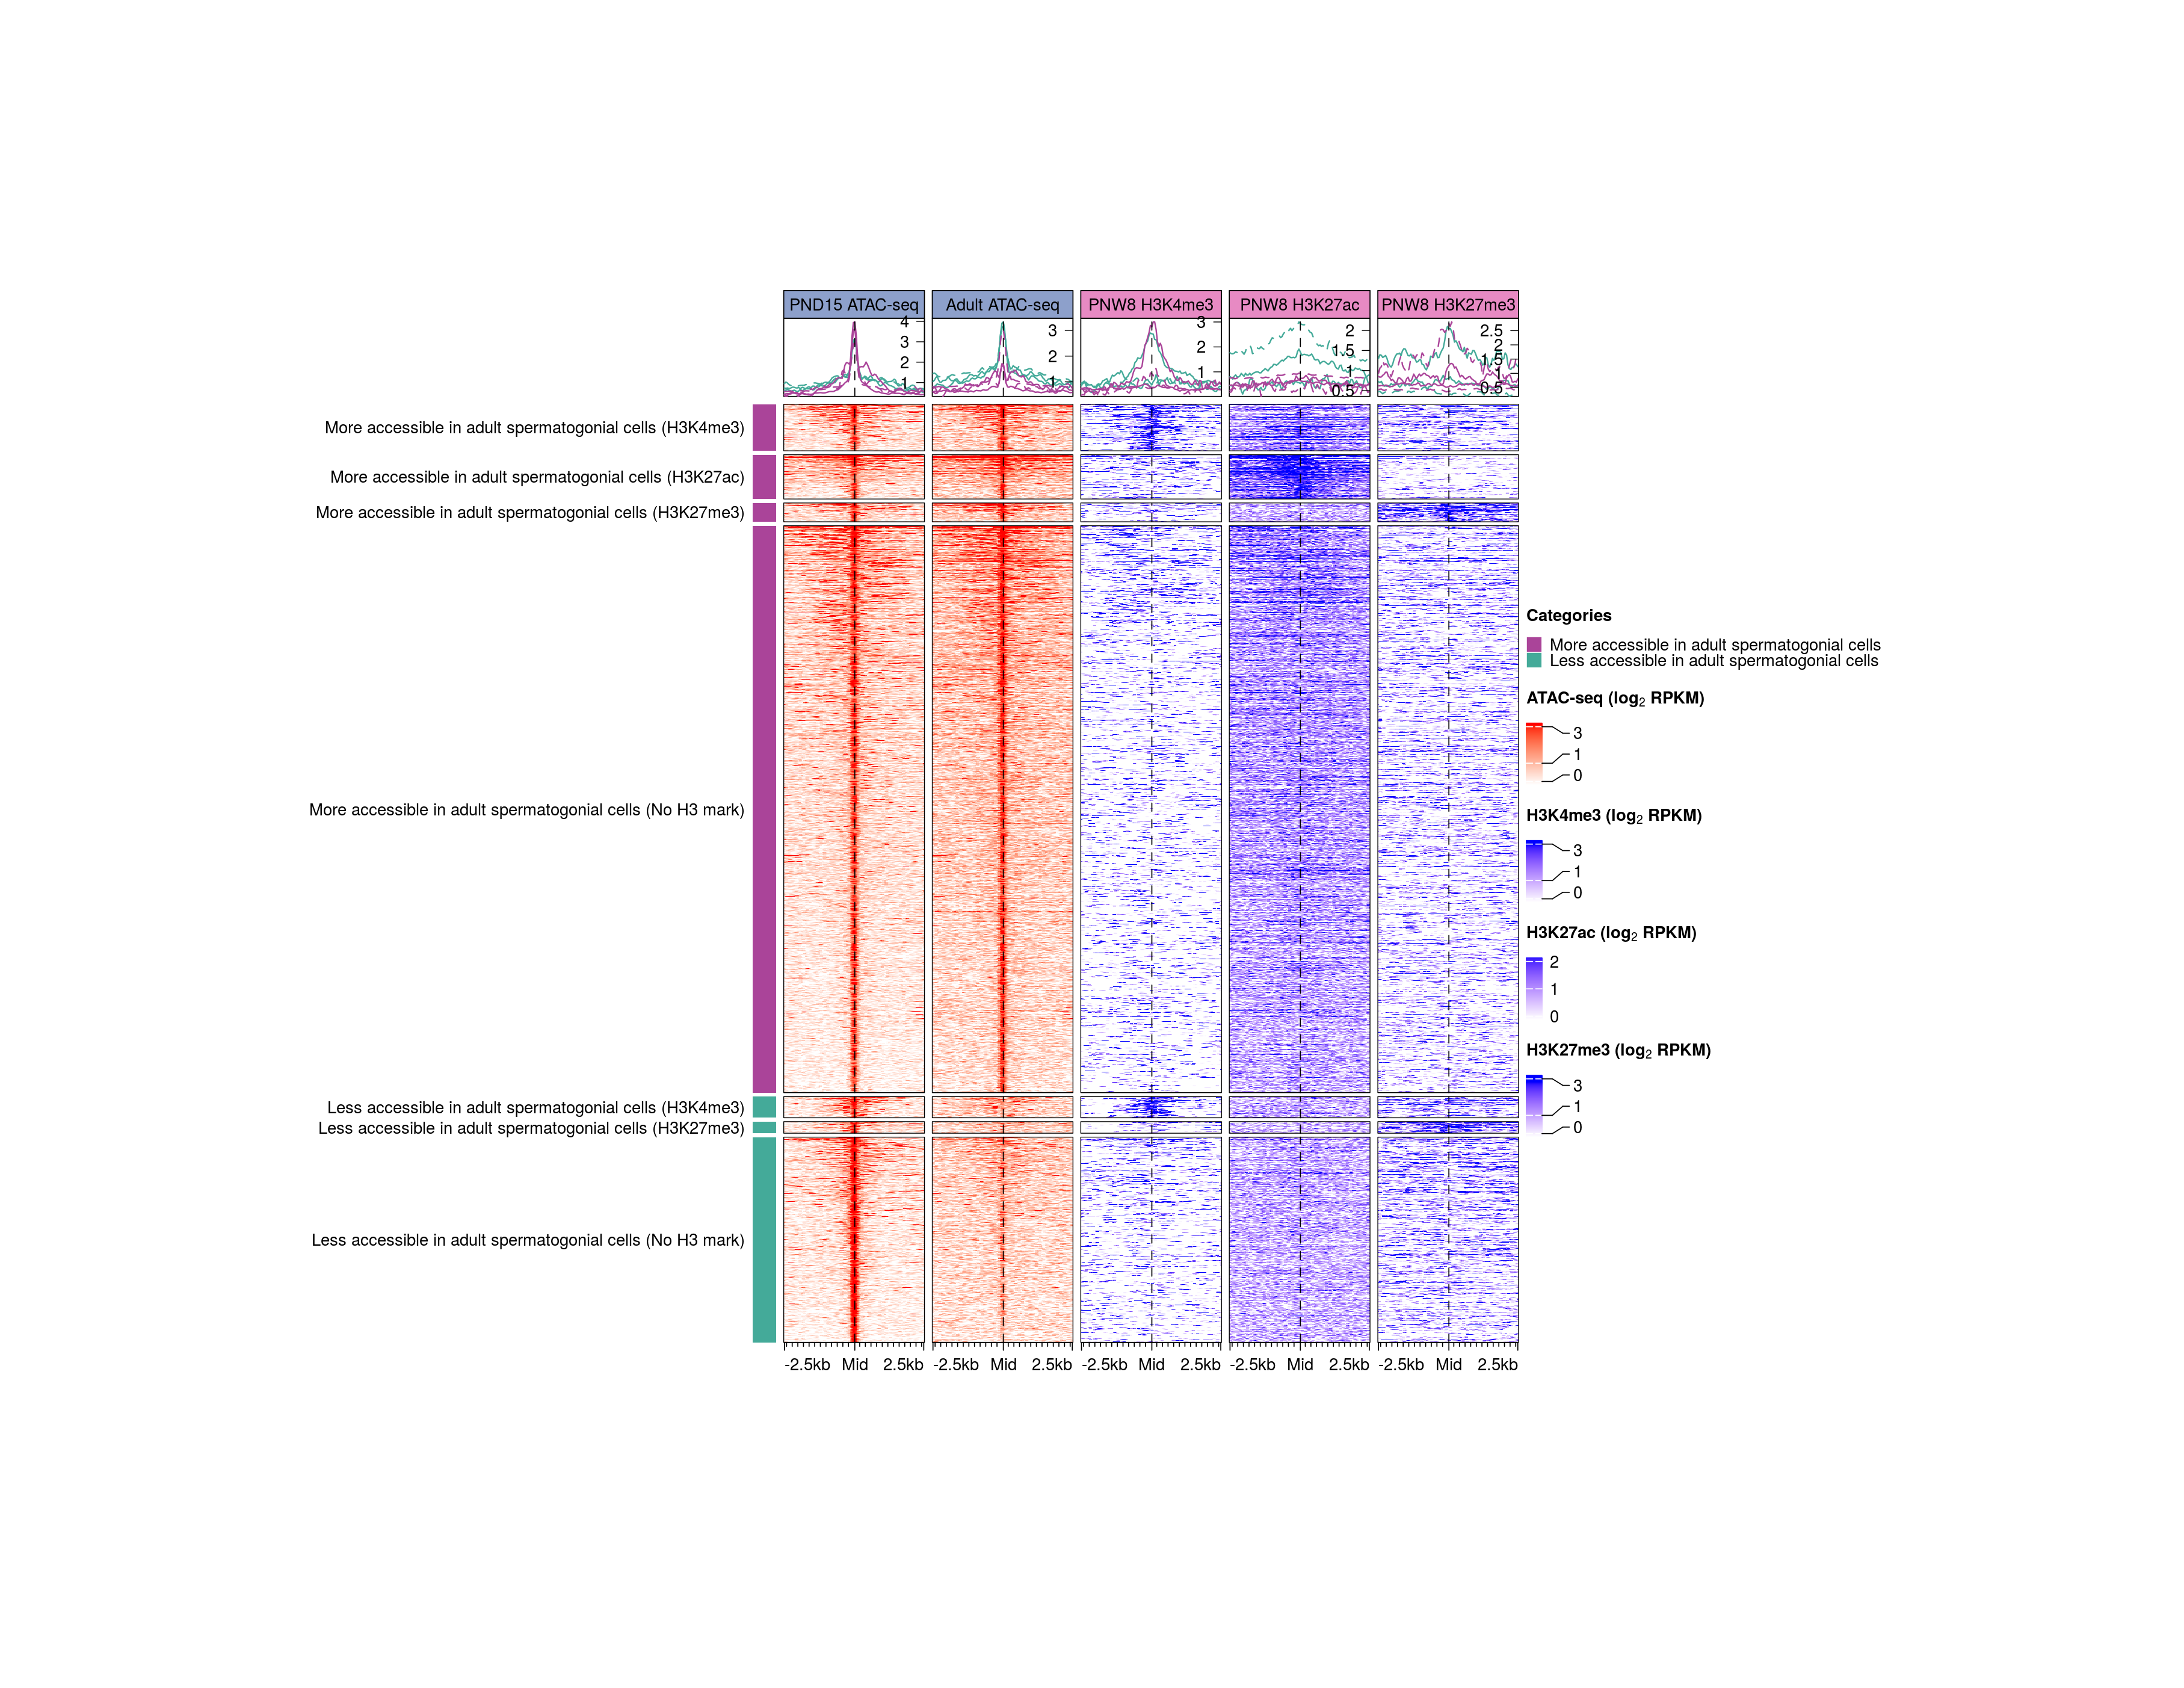 PND15 ATAC-seq
Adult ATAC-seq
PNW8 H3K4me3
PNW8 H3K27ac
PNW8 H3K27me3
4
3
2
1
3
2
1
3
2
1
2
1.5
1
0.5
2.5
2
1.5
1
0.5
More accessible in adult spermatogonial cells (H3K4me3)
More accessible in adult spermatogonial cells (H3K27ac)
More accessible in adult spermatogonial cells (H3K27me3)
More accessible in adult spermatogonial cells (No H3 mark)
Less accessible in adult spermatogonial cells (H3K4me3)
Less accessible in adult spermatogonial cells (H3K27me3)
Less accessible in adult spermatogonial cells (No H3 mark)
-2.5kb Mid 2.5kb
-2.5kb Mid 2.5kb
-2.5kb Mid 2.5kb
-2.5kb Mid 2.5kb
-2.5kb Mid 2.5kb
Categories
More accessible in adult spermatogonial cells
Less accessible in adult spermatogonial cells
ATAC-seq (log₂ RPKM)
3
1
0
H3K4me3 (log₂ RPKM)
3
1
0
H3K27ac (log₂ RPKM)
2
1
0
H3K27me3 (log₂ RPKM)
3
1
0